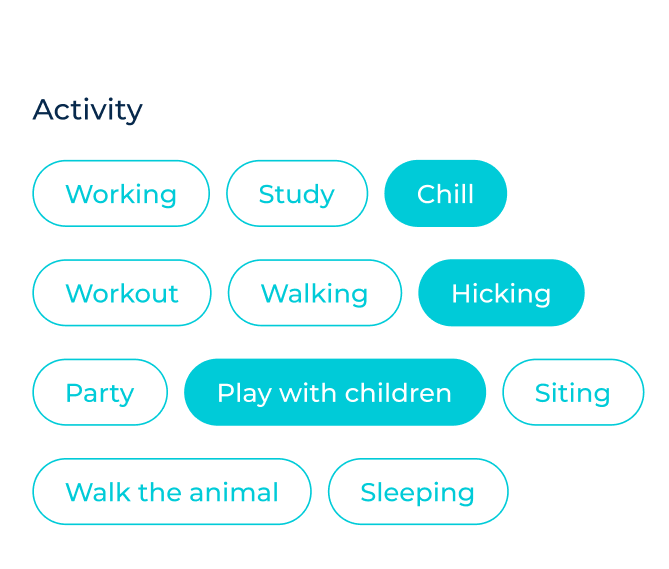 Activity
Working Study Chill
Workout Walking Hicking
Party Play with children Siting
Walk the animal Sleeping